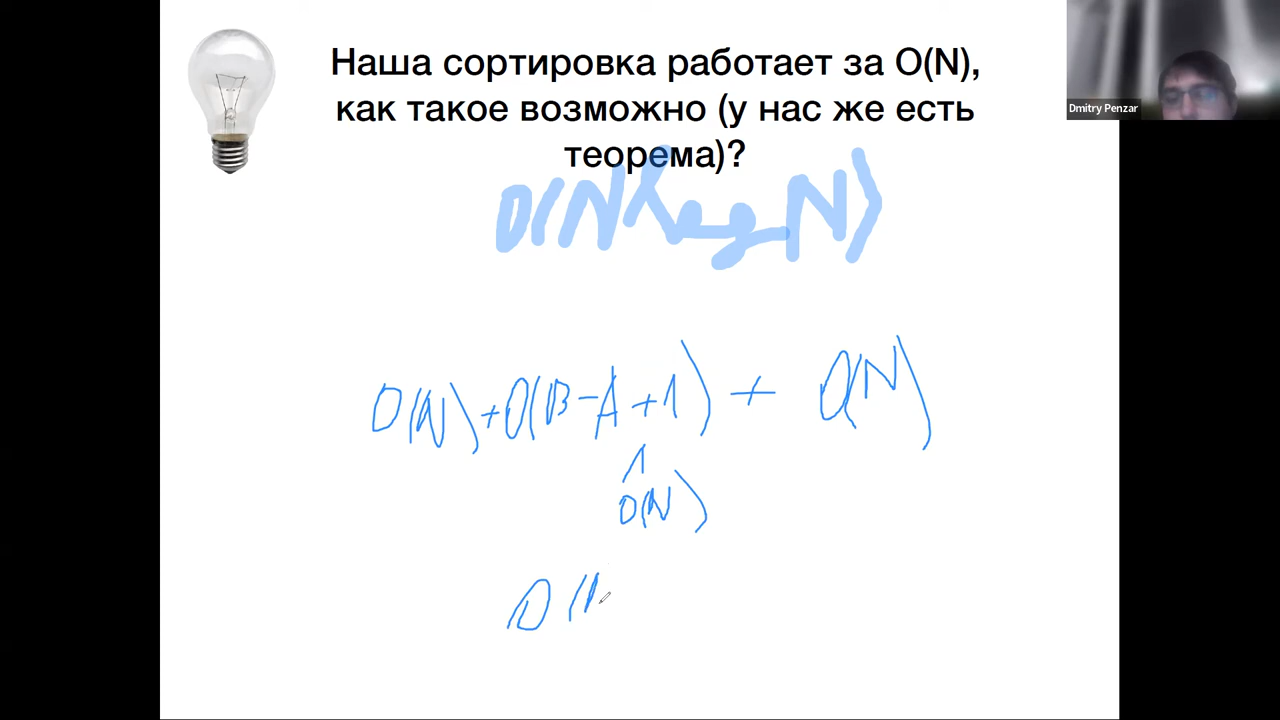 Наша сортировка работает за O(N),
как такое возможно (у нас же есть
теорема)?
O(N log N)
O(N) + O(B - A + 1) + O(N)
O(N)
O(
Dmitry Penzar